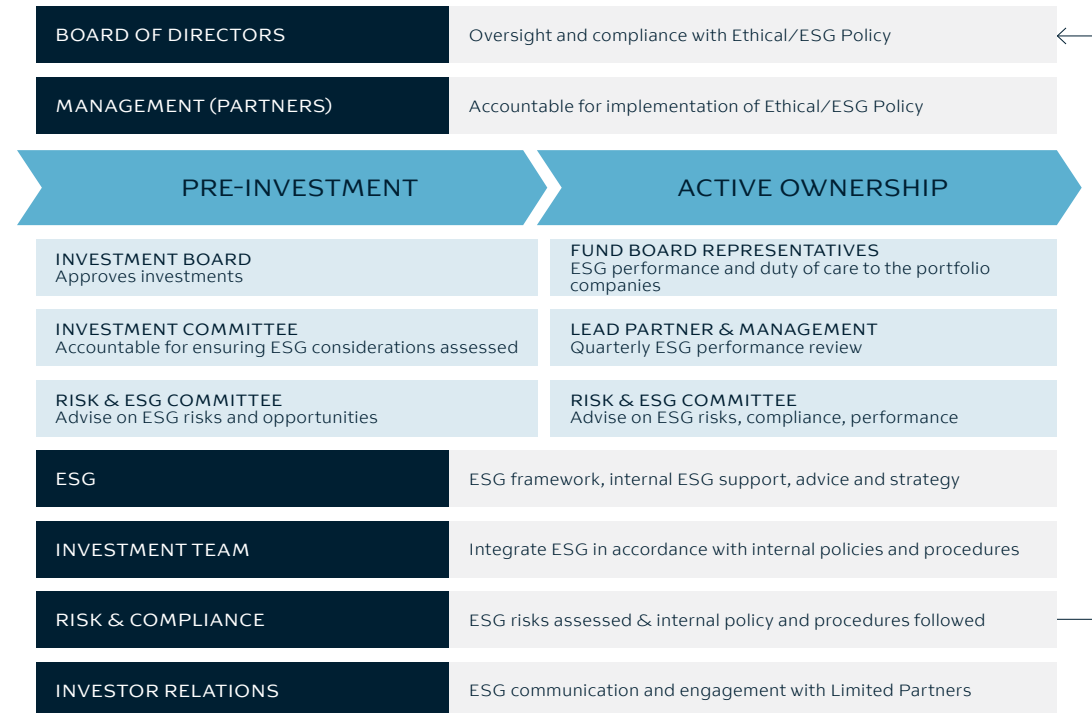 BOARD OF DIRECTORS
Oversight and compliance with Ethical/ESG Policy
MANAGEMENT (PARTNERS)
Accountable for implementation of Ethical/ESG Policy
PRE-INVESTMENT
ACTIVE OWNERSHIP
INVESTMENT BOARD
Approves investments
FUND BOARD REPRESENTATIVES
ESG performance and duty of care to the portfolio
companies
INVESTMENT COMMITTEE
Accountable for ensuring ESG considerations assessed
LEAD PARTNER & MANAGEMENT
Quarterly ESG performance review
RISK & ESG COMMITTEE
Advise on ESG risks and opportunities
RISK & ESG COMMITTEE
Advise on ESG risks, compliance, performance
ESG
ESG framework, internal ESG support, advice and strategy
INVESTMENT TEAM
Integrate ESG in accordance with internal policies and procedures
RISK & COMPLIANCE
ESG risks assessed & internal policy and procedures followed
INVESTOR RELATIONS
ESG communication and engagement with Limited Partners